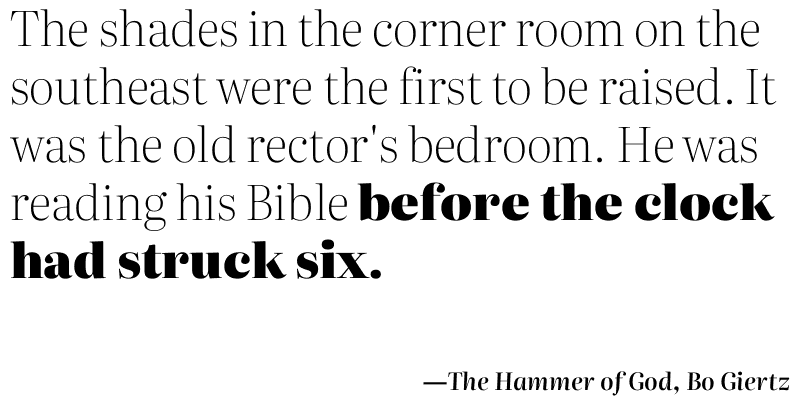 The shades in the corner room on the
southeast were the first to be raised. It
was the old rector's bedroom. He was
reading his Bible before the clock
had struck six.
—The Hammer of God, Bo Giertz